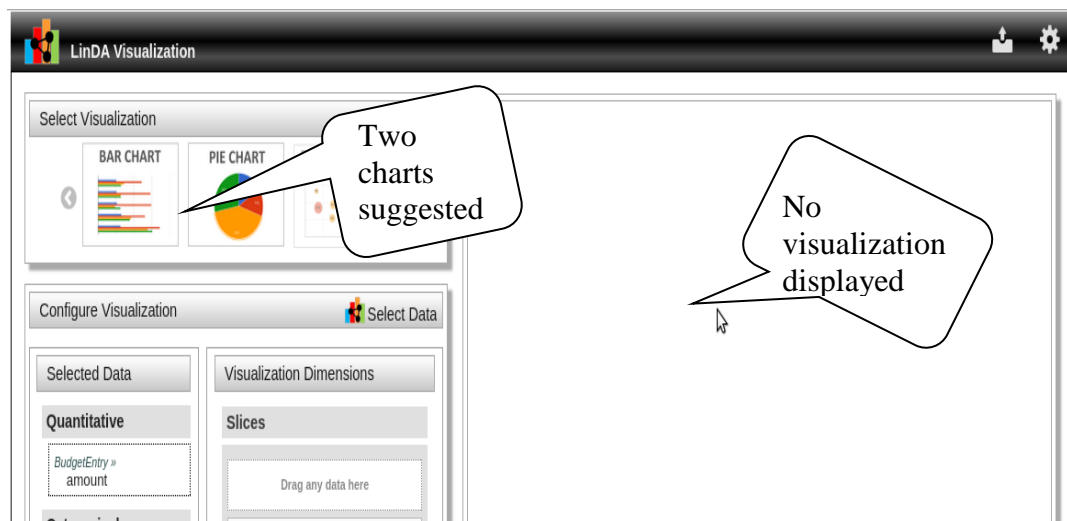 LinDA Visualization
Select Visualization
BAR CHART
PIE CHART
Two
charts
suggested
No
visualization
displayed
Configure Visualization
Select Data
Selected Data
Visualization Dimensions
Quantitative
Slices
BudgetEntry »
amount
Drag any data here